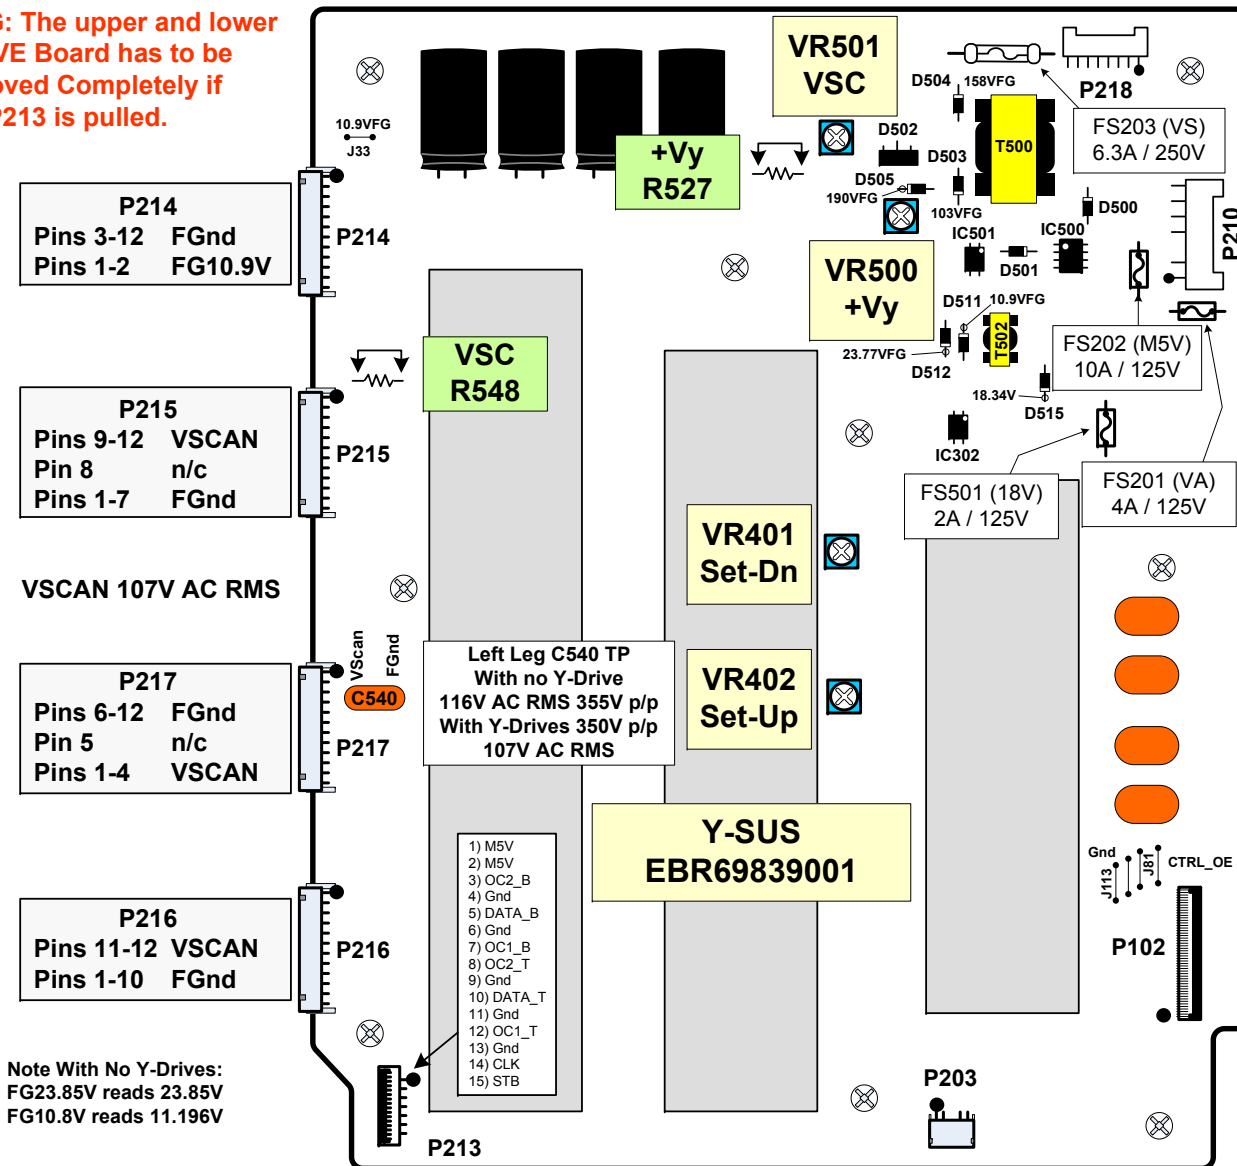 G: The upper and lower
VE Board has to be
oved Completely if
P213 is pulled.
VR501
VSC
P218
D504
158VFG
FS203 (VS)
6.3A / 250V
10.9VFG
J33
+Vy
R527
D502
D503
T500
D505
190VFG
103VFG
D500
P210
P214
Pins 3-12 FGnd
Pins 1-2 FG10.9V
P214
IC501
IC500
D501
VR500
+Vy
D511
10.9VFG
T502
23.77VFG
D512
FS202 (M5V)
10A / 125V
VSC
R548
18.34V
D515
P215
Pins 9-12 VSCAN
Pin 8 n/c
Pins 1-7 FGnd
P215
IC302
FS501 (18V)
2A / 125V
FS201 (VA)
4A / 125V
VR401
Set-Dn
VSCAN 107V AC RMS
VScan
FGnd
C540
Left Leg C540 TP
With no Y-Drive
116V AC RMS 355V p/p
With Y-Drives 350V p/p
107V AC RMS
VR402
Set-Up
P217
Pins 6-12 FGnd
Pin 5 n/c
Pins 1-4 VSCAN
P217
Y-SUS
EBR69839001
1) M5V
2) M5V
3) OC2_B
4) Gnd
5) DATA_B
6) Gnd
7) OC1_B
8) OC2_T
9) Gnd
10) DATA_T
11) Gnd
12) OC1_T
13) Gnd
14) CLK
15) STB
Gnd
J113
J81
CTRL_OE
P102
P216
Pins 11-12 VSCAN
Pins 1-10 FGnd
P216
Note With No Y-Drives:
FG23.85V reads 23.85V
FG10.8V reads 11.196V
P213
P203